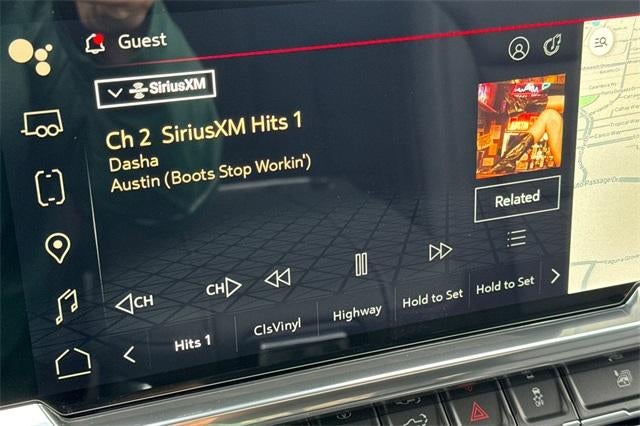 Guest
SiriusXM
Ch 2 SiriusXM Hits 1
Dasha
Austin (Boots Stop Workin')
Related
CH
CH
Hits 1
ClsVinyl
Highway
Hold to Set
Hold to Set